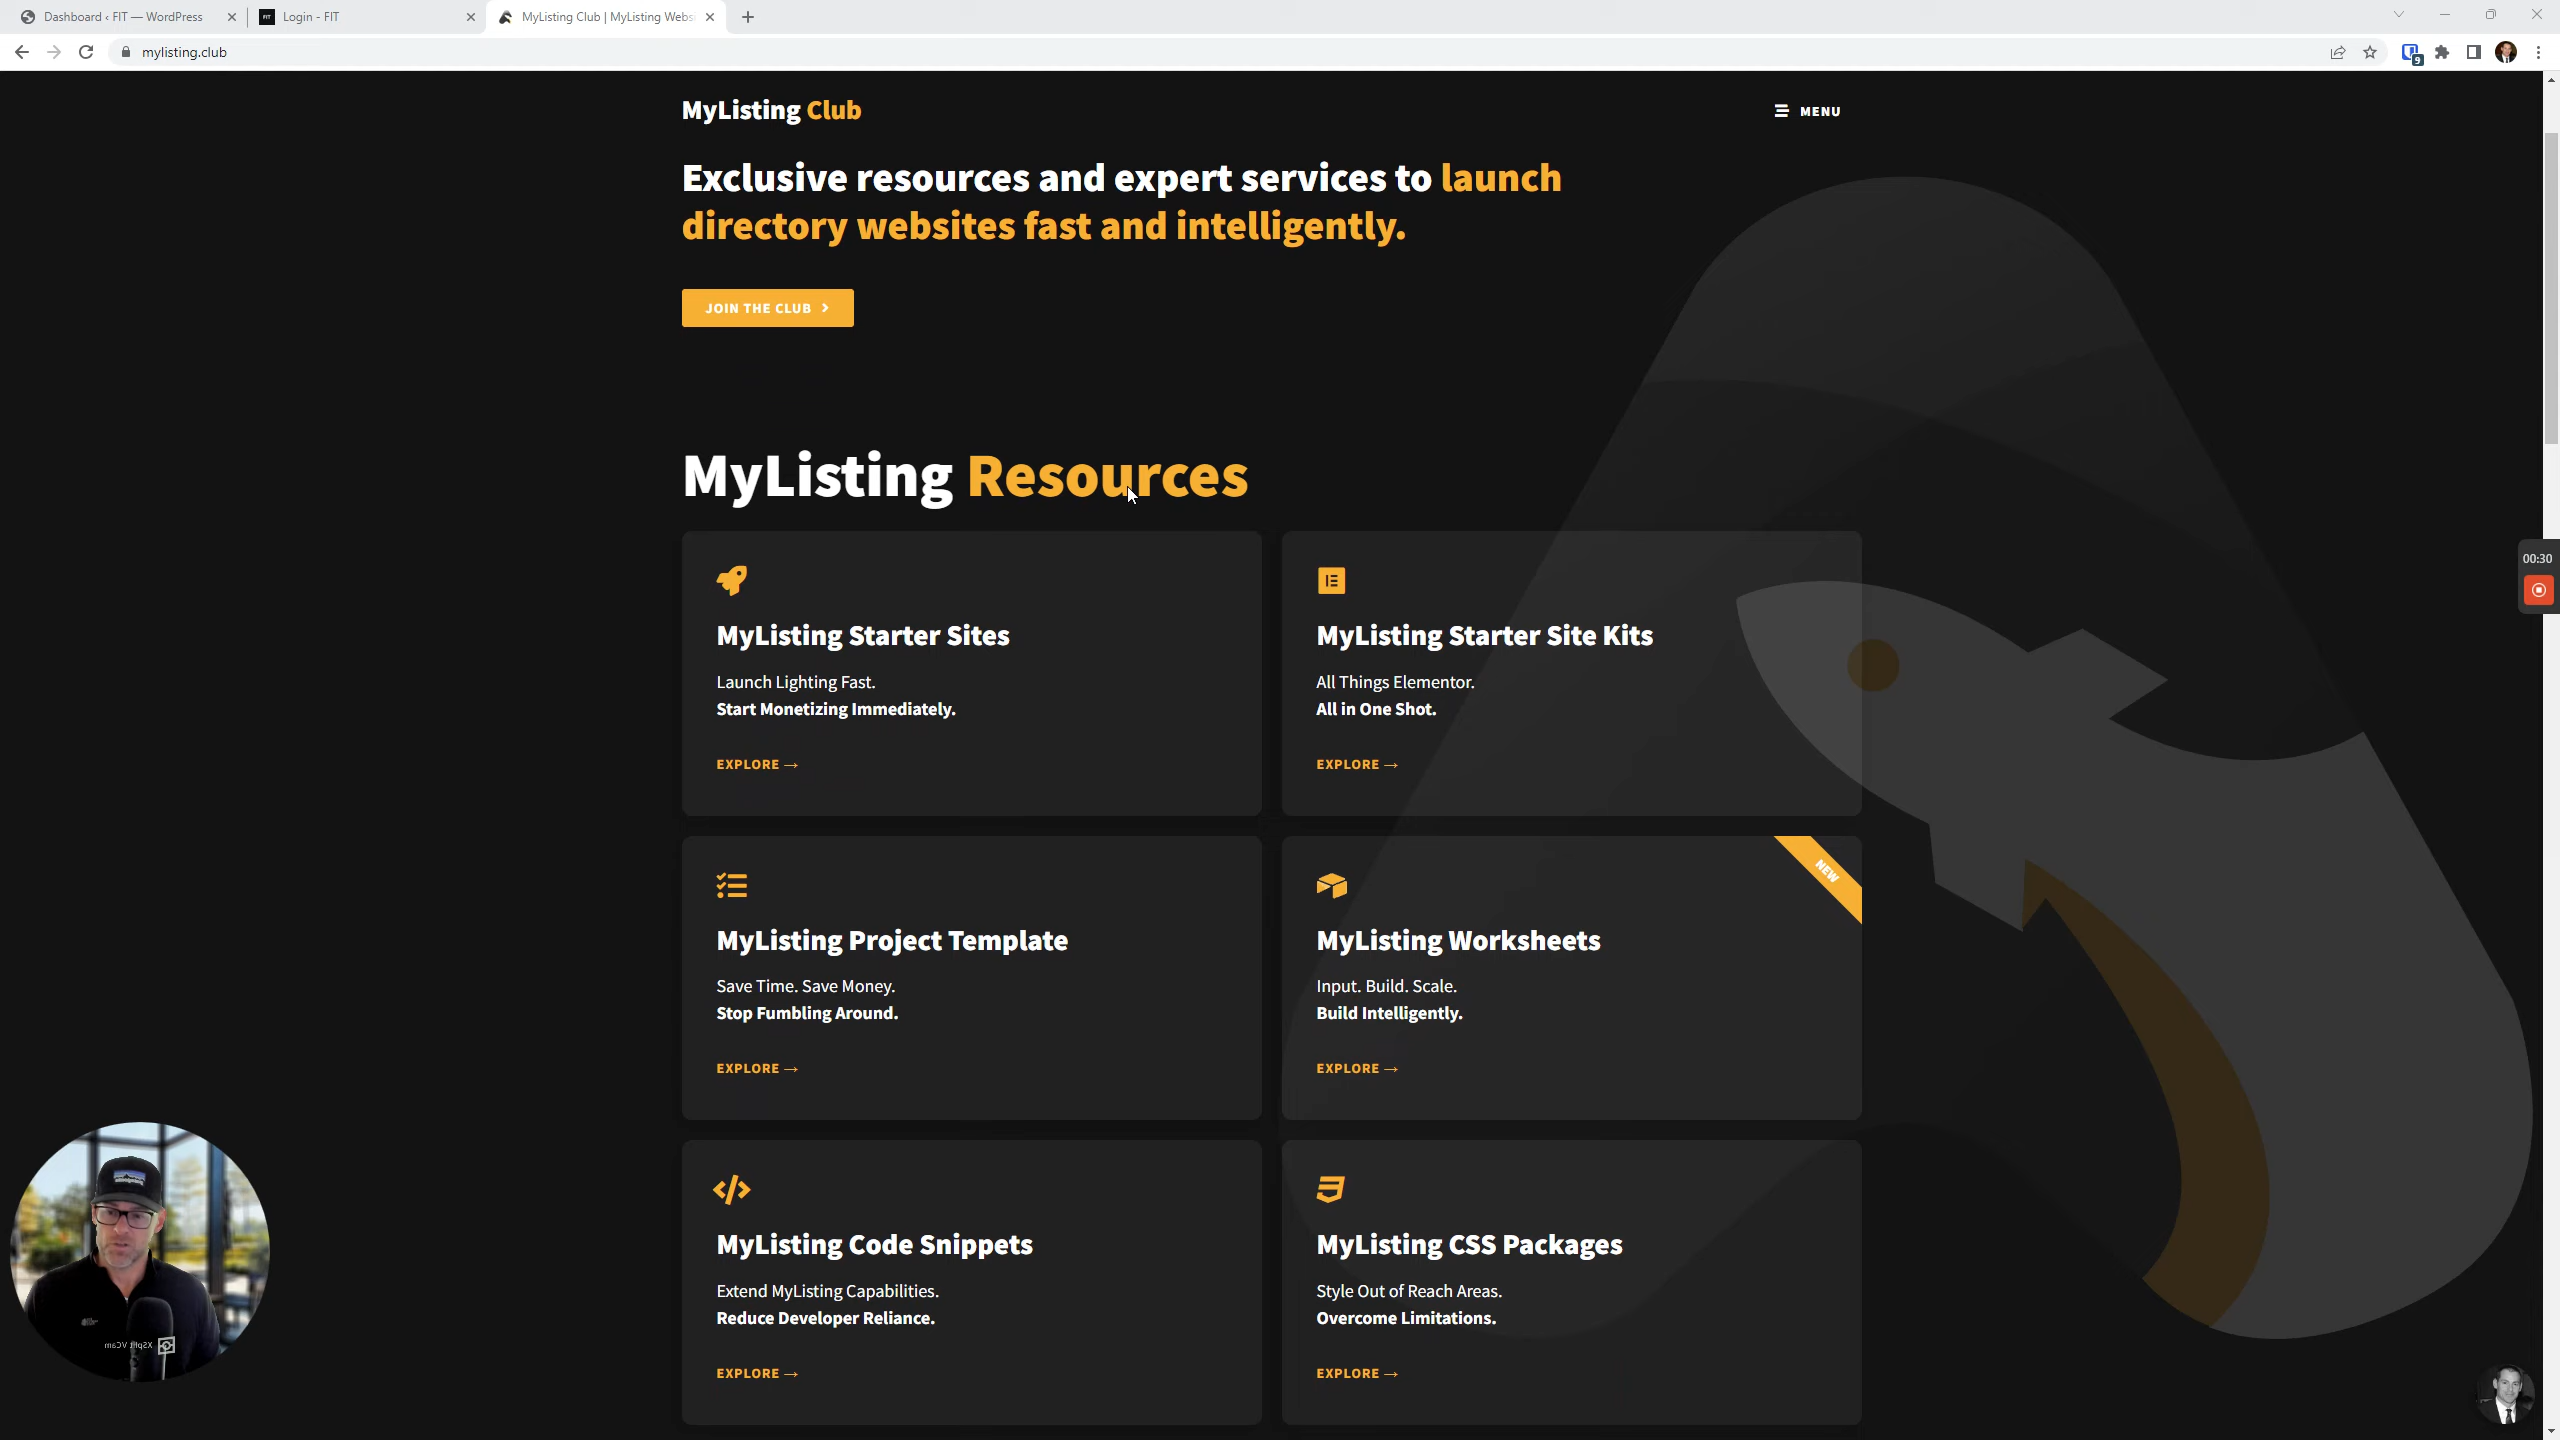 Dashboard ‹ FIT — WordPress
Login - FIT
MyListing Club | MyListing Webs
mylisting.club
9
MyListing Club
MENU
Exclusive resources and expert services to launch
directory websites fast and intelligently.
JOIN THE CLUB
MyListing Resources
00:30
MyListing Starter Sites
Launch Lighting Fast.
Start Monetizing Immediately.
EXPLORE →
MyListing Starter Site Kits
All Things Elementor.
All in One Shot.
EXPLORE →
MyListing Project Template
Save Time. Save Money.
Stop Fumbling Around.
EXPLORE →
NEW
MyListing Worksheets
Input. Build. Scale.
Build Intelligently.
EXPLORE →
MyListing Code Snippets
Extend MyListing Capabilities.
Reduce Developer Reliance.
EXPLORE →
MyListing CSS Packages
Style Out of Reach Areas.
Overcome Limitations.
EXPLORE →
XSplit VCam